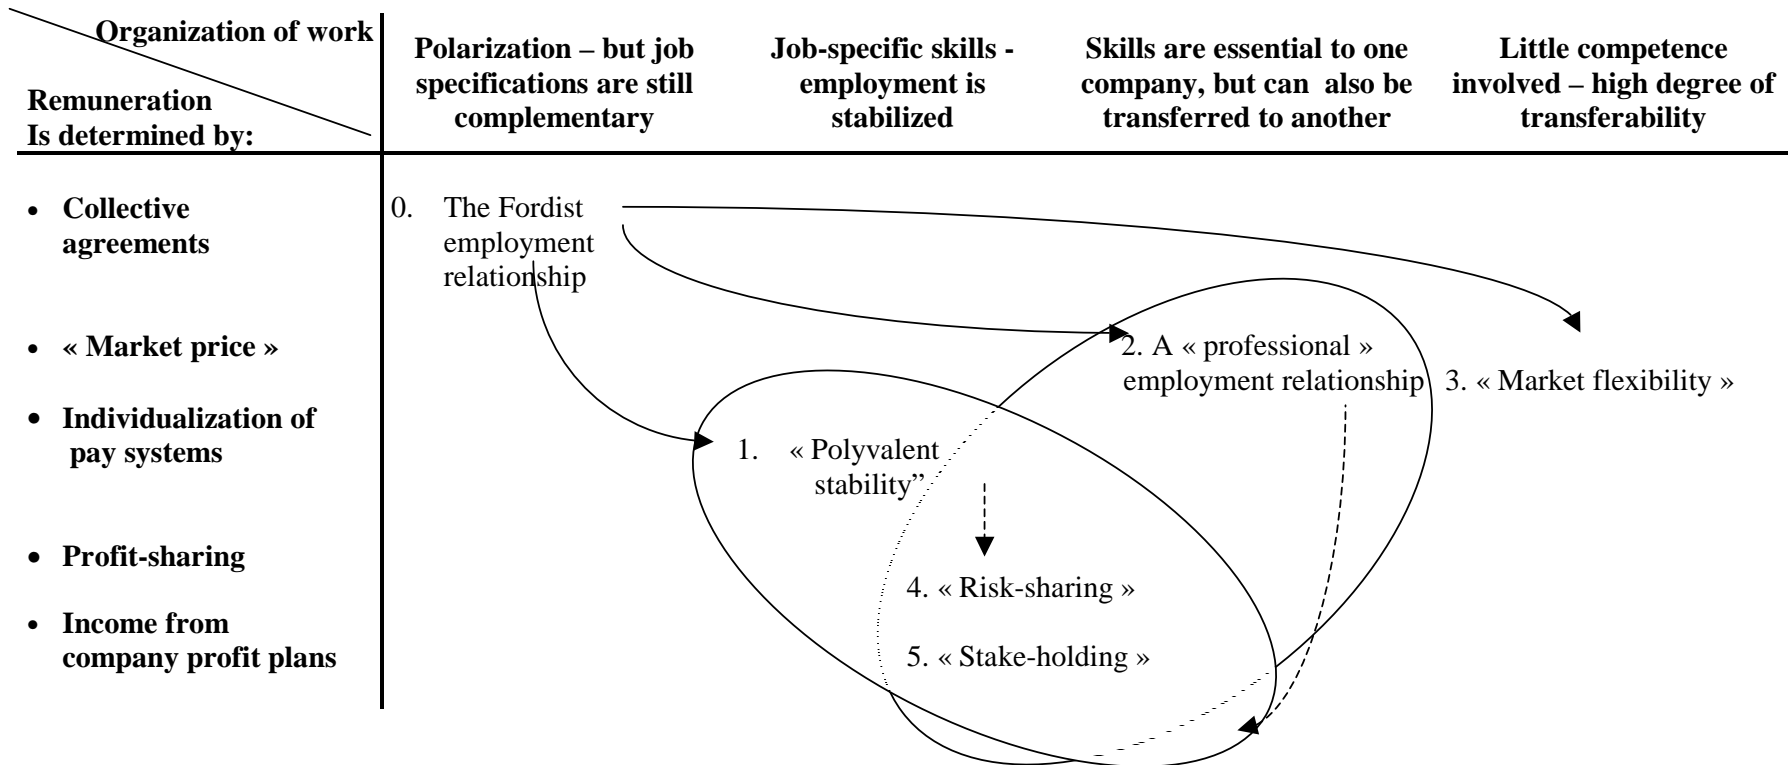 Organization of work
Remuneration
Is determined by:
Polarization – but job
specifications are still
complementary
Job-specific skills -
employment is
stabilized
Skills are essential to one
company, but can  also be
transferred to another
Little competence
involved – high degree of
transferability
• Collective
agreements
• « Market price »
• Individualization of
pay systems
• Profit-sharing
• Income from
company profit plans
0. The Fordist
employment
relationship
2. A « professional »
employment relationship
3. « Market flexibility »
1. « Polyvalent
stability”
4. « Risk-sharing »
5. « Stake-holding »